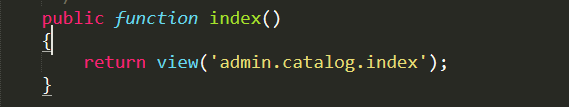 public function index()
{
    return view('admin.catalog.index');
}